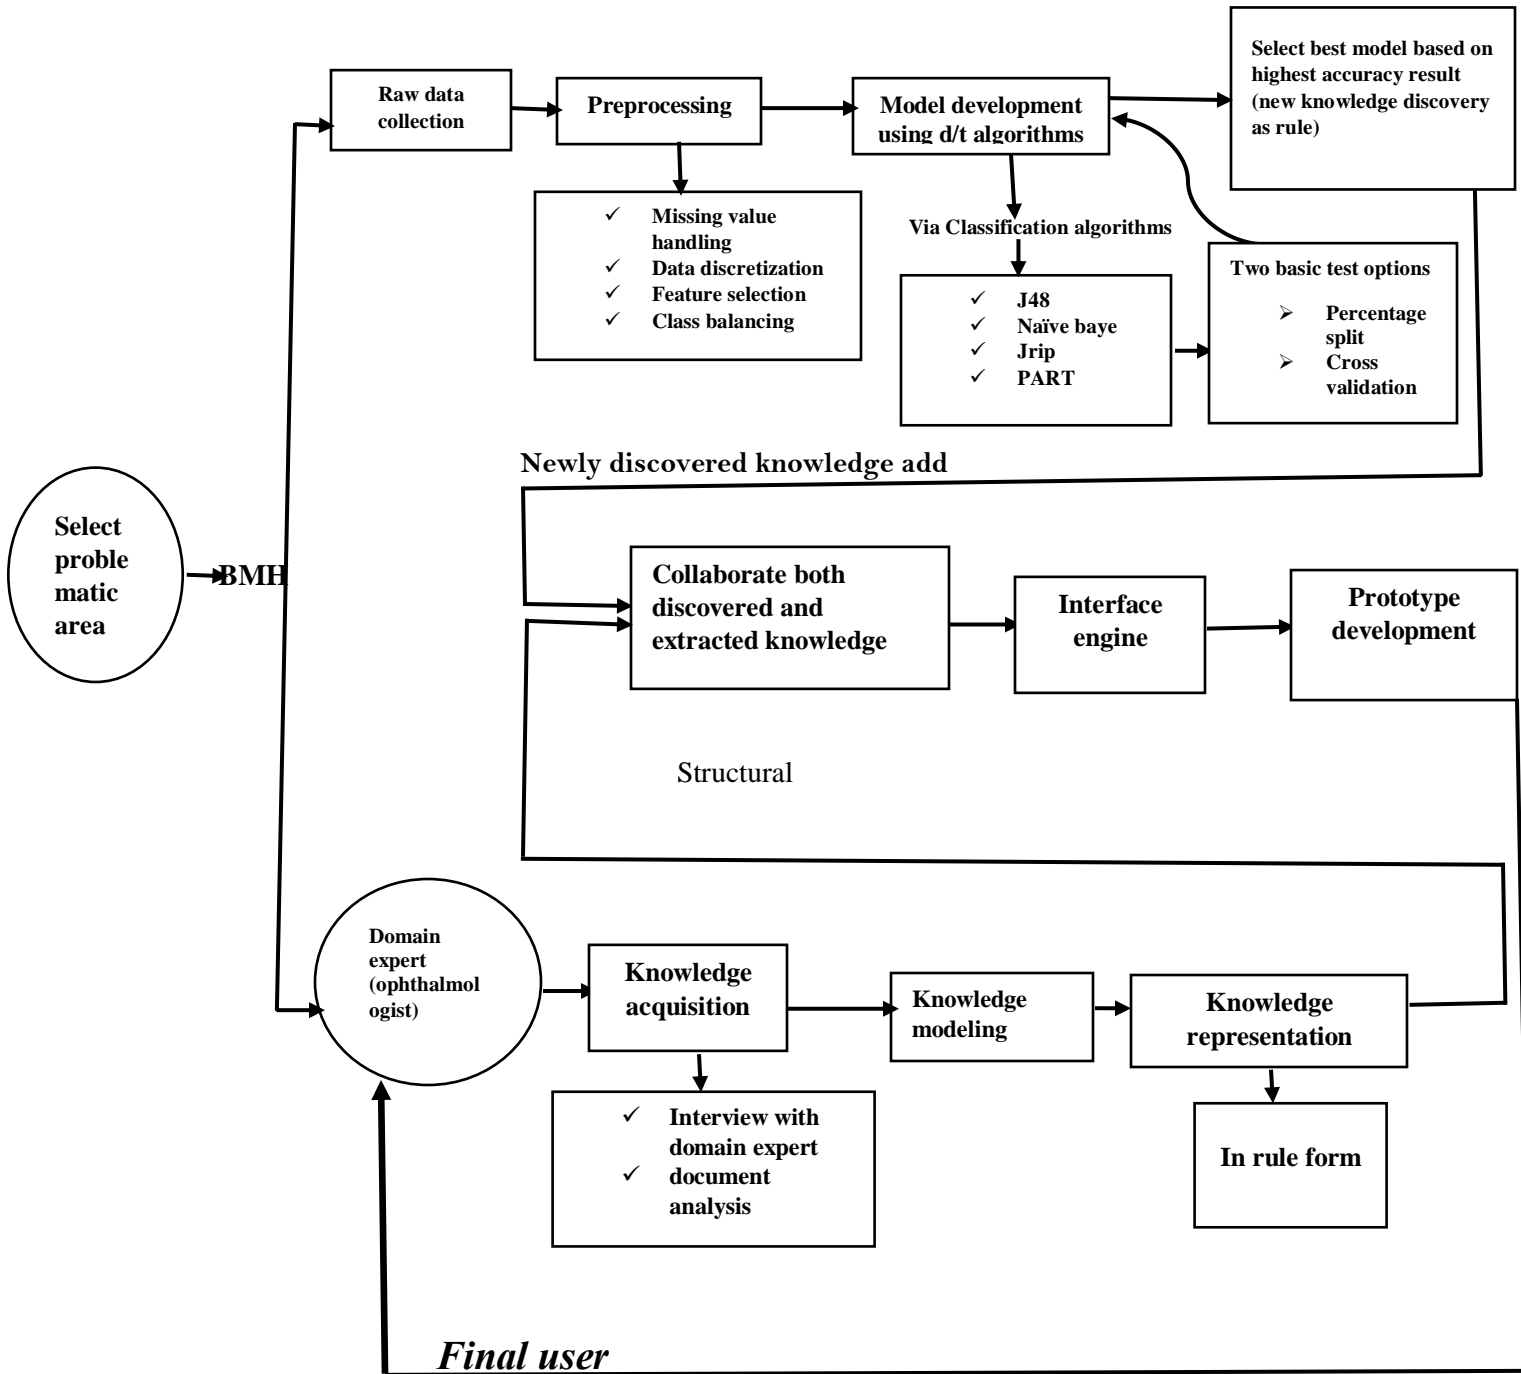 Raw data
collection
Preprocessing
Model development
using d/t algorithms
Select best model based on
highest accuracy result
(new knowledge discovery
as rule)
✓ Missing value
handling
✓ Data discretization
✓ Feature selection
✓ Class balancing
Via Classification algorithms
✓ J48
✓ Naïve baye
✓ Jrip
✓ PART
Two basic test options
➢ Percentage
split
➢ Cross
validation
Newly discovered knowledge add
Select
proble
matic
area
BMH
Collaborate both
discovered and
extracted knowledge
Interface
engine
Prototype
development
Structural
Domain
expert
(ophthalmol
ogist)
Knowledge
acquisition
Knowledge
modeling
Knowledge
representation
✓ Interview with
domain expert
✓ document
analysis
In rule form
Final user